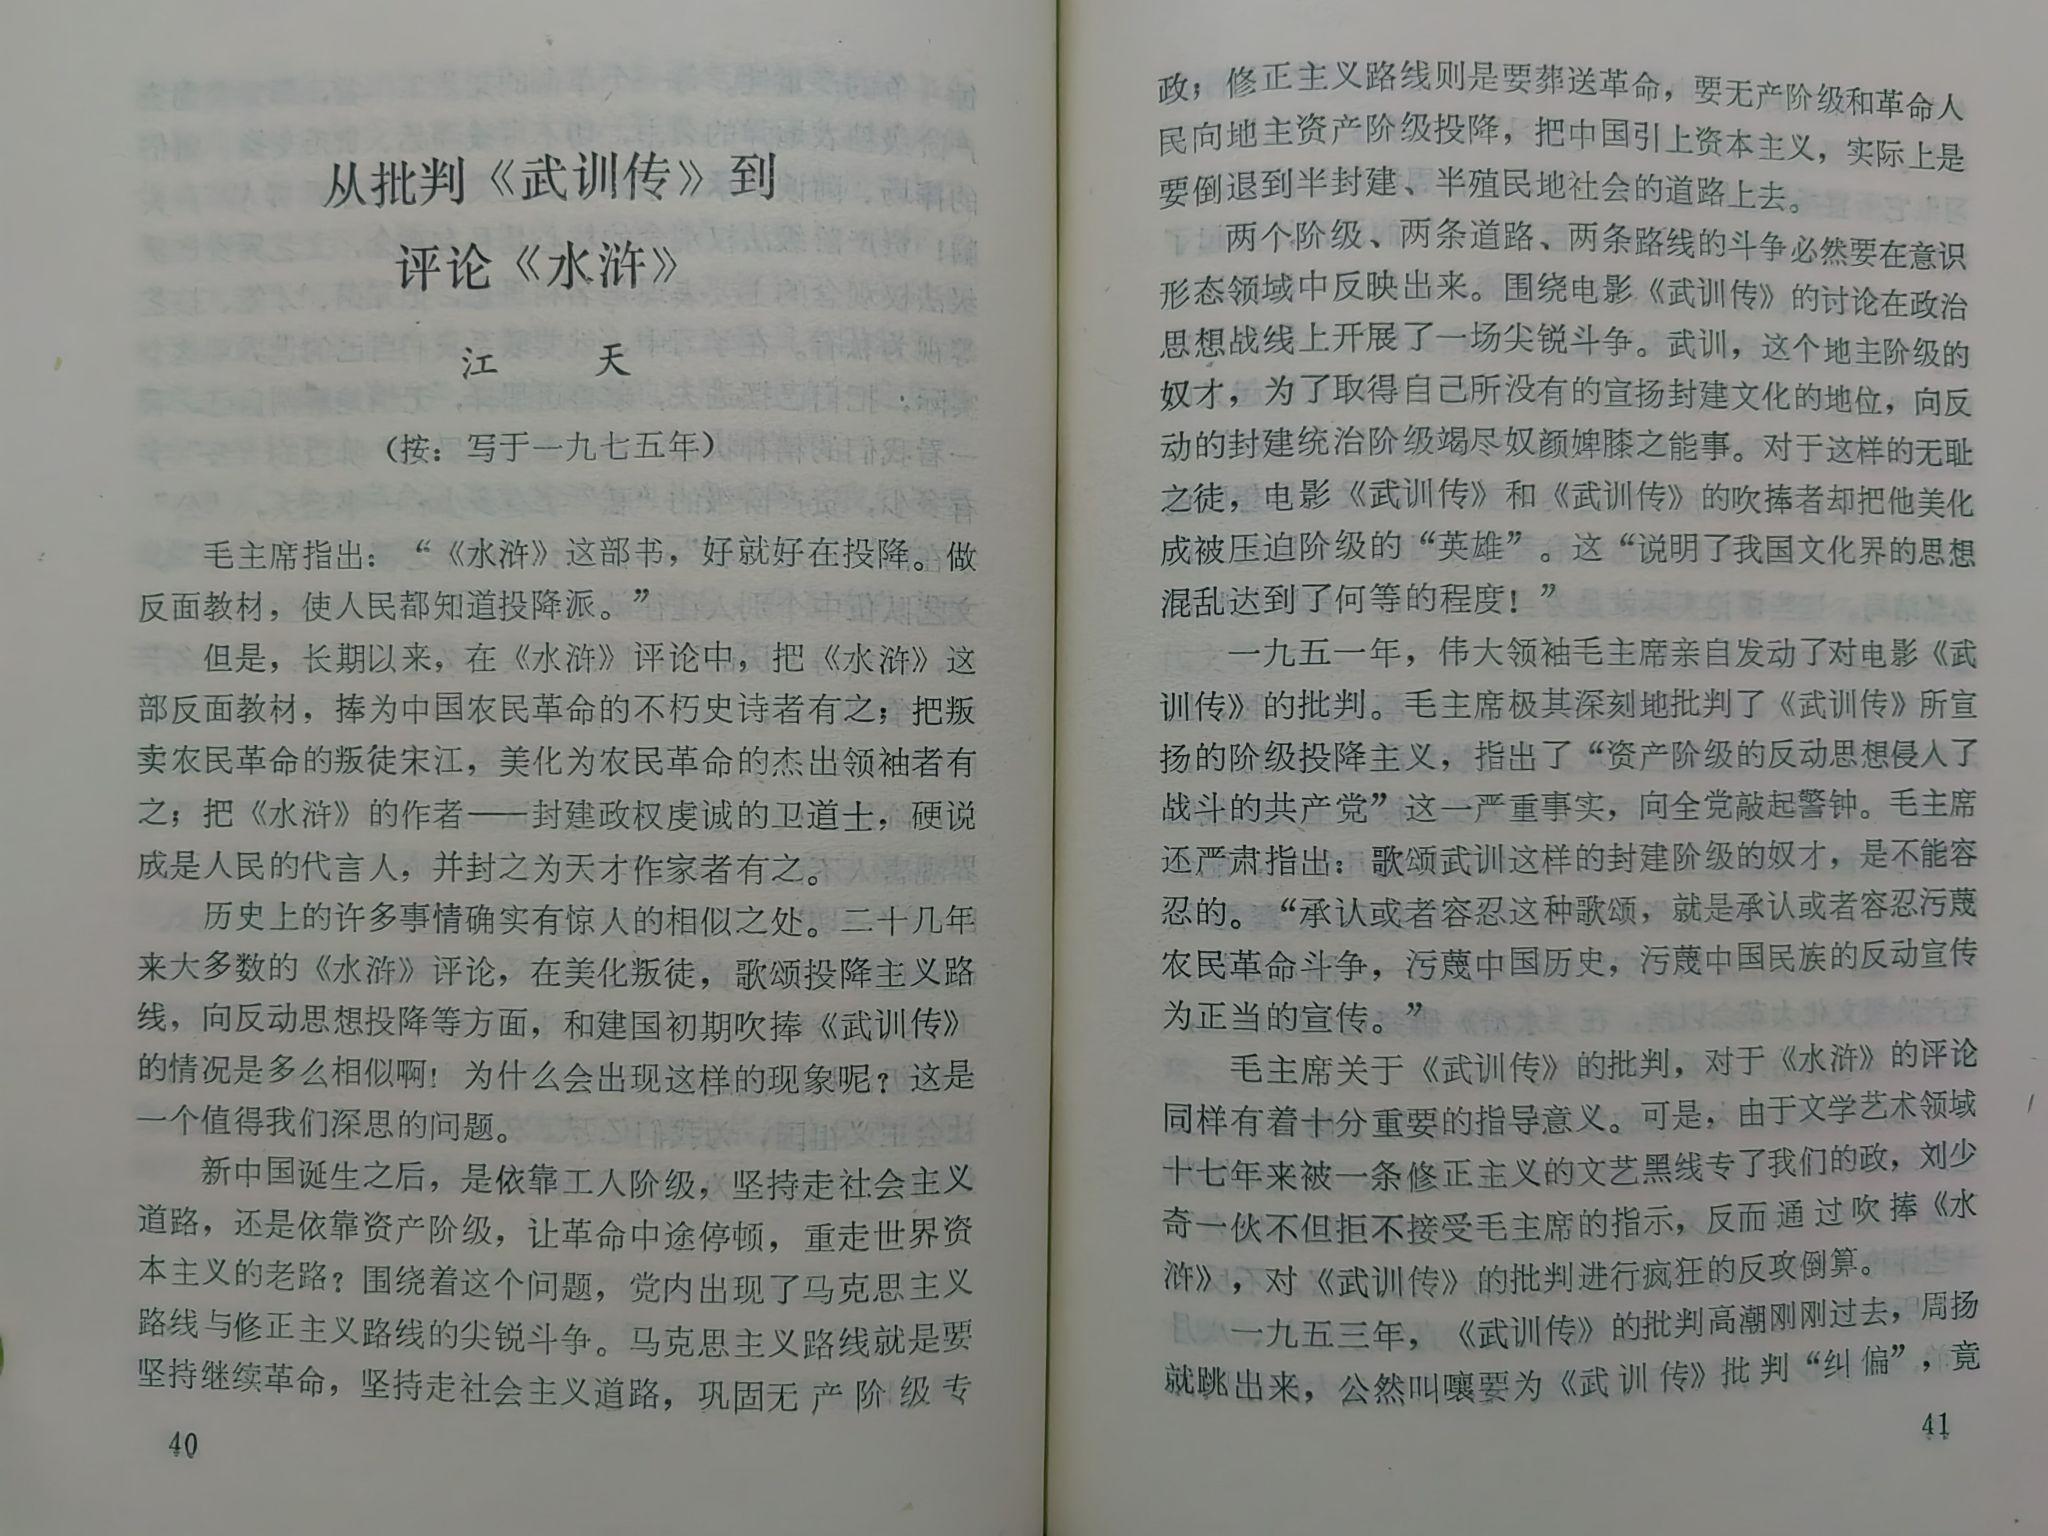 从批判《武训传》到
评论《水浒》
江 天
（按：写于一九七五年）
毛主席指出：“《水浒》这部书，好就好在投降。做
反面教材，使人民都知道投降派。”
但是，长期以来，在《水浒》评论中，把《水浒》这
部反面教材，捧为中国农民革命的不朽史诗者有之；把叛
卖农民革命的叛徒宋江，美化为农民革命的杰出领袖者有
之；把《水浒》的作者——封建政权虔诚的卫道士，硬说
成是人民的代言人，并封之为天才作家者有之。
历史上的许多事情确实有惊人的相似之处。二十几年
来大多数的《水浒》评论，在美化叛徒，歌颂投降主义路
线，向反动思想投降等方面，和建国初期吹捧《武训传》
的情况是多么相似啊！为什么会出现这样的现象呢？这是
一个值得我们深思的问题。
新中国诞生之后，是依靠工人阶级，坚持走社会主义
道路，还是依靠资产阶级，让革命中途停顿，重走世界资
本主义的老路？围绕着这个问题，党内出现了马克思主义
路线与修正主义路线的尖锐斗争。马克思主义路线就是要
坚持继续革命，坚持走社会主义道路，巩固无产阶级专
40
政；修正主义路线则是要葬送革命，要无产阶级和革命人
民向地主资产阶级投降，把中国引上资本主义，实际上是
要倒退到半封建、半殖民地社会的道路上去。
两个阶级、两条道路、两条路线的斗争必然要在意识
形态领域中反映出来。围绕电影《武训传》的讨论在政治
思想战线上开展了一场尖锐斗争。武训，这个地主阶级的
奴才，为了取得自己所没有的宣扬封建文化的地位，向反
动的封建统治阶级竭尽奴颜婢膝之能事。对于这样的无耻
之徒，电影《武训传》和《武训传》的吹捧者却把他美化
成被压迫阶级的“英雄”。这“说明了我国文化界的思想
混乱达到了何等的程度！”
一九五一年，伟大领袖毛主席亲自发动了对电影《武
训传》的批判。毛主席极其深刻地批判了《武训传》所宣
扬的阶级投降主义，指出了“资产阶级的反动思想侵入了
战斗的共产党”这一严重事实，向全党敲起警钟。毛主席
还严肃指出：歌颂武训这样的封建阶级的奴才，是不能容
忍的。“承认或者容忍这种歌颂，就是承认或者容忍污蔑
农民革命斗争，污蔑中国历史，污蔑中国民族的反动宣传
为正当的宣传。”
毛主席关于《武训传》的批判，对于《水浒》的评论
同样有着十分重要的指导意义。可是，由于文学艺术领域
十七年来被一条修正主义的文艺黑线专了我们的政，刘少
奇一伙不但拒不接受毛主席的指示，反而通过吹捧《水
浒》，对《武训传》的批判进行疯狂的反攻倒算。
一九五三年，《武训传》的批判高潮刚刚过去，周扬
就跳出来，公然叫嚷要为《武训传》批判“纠偏”，竟
41